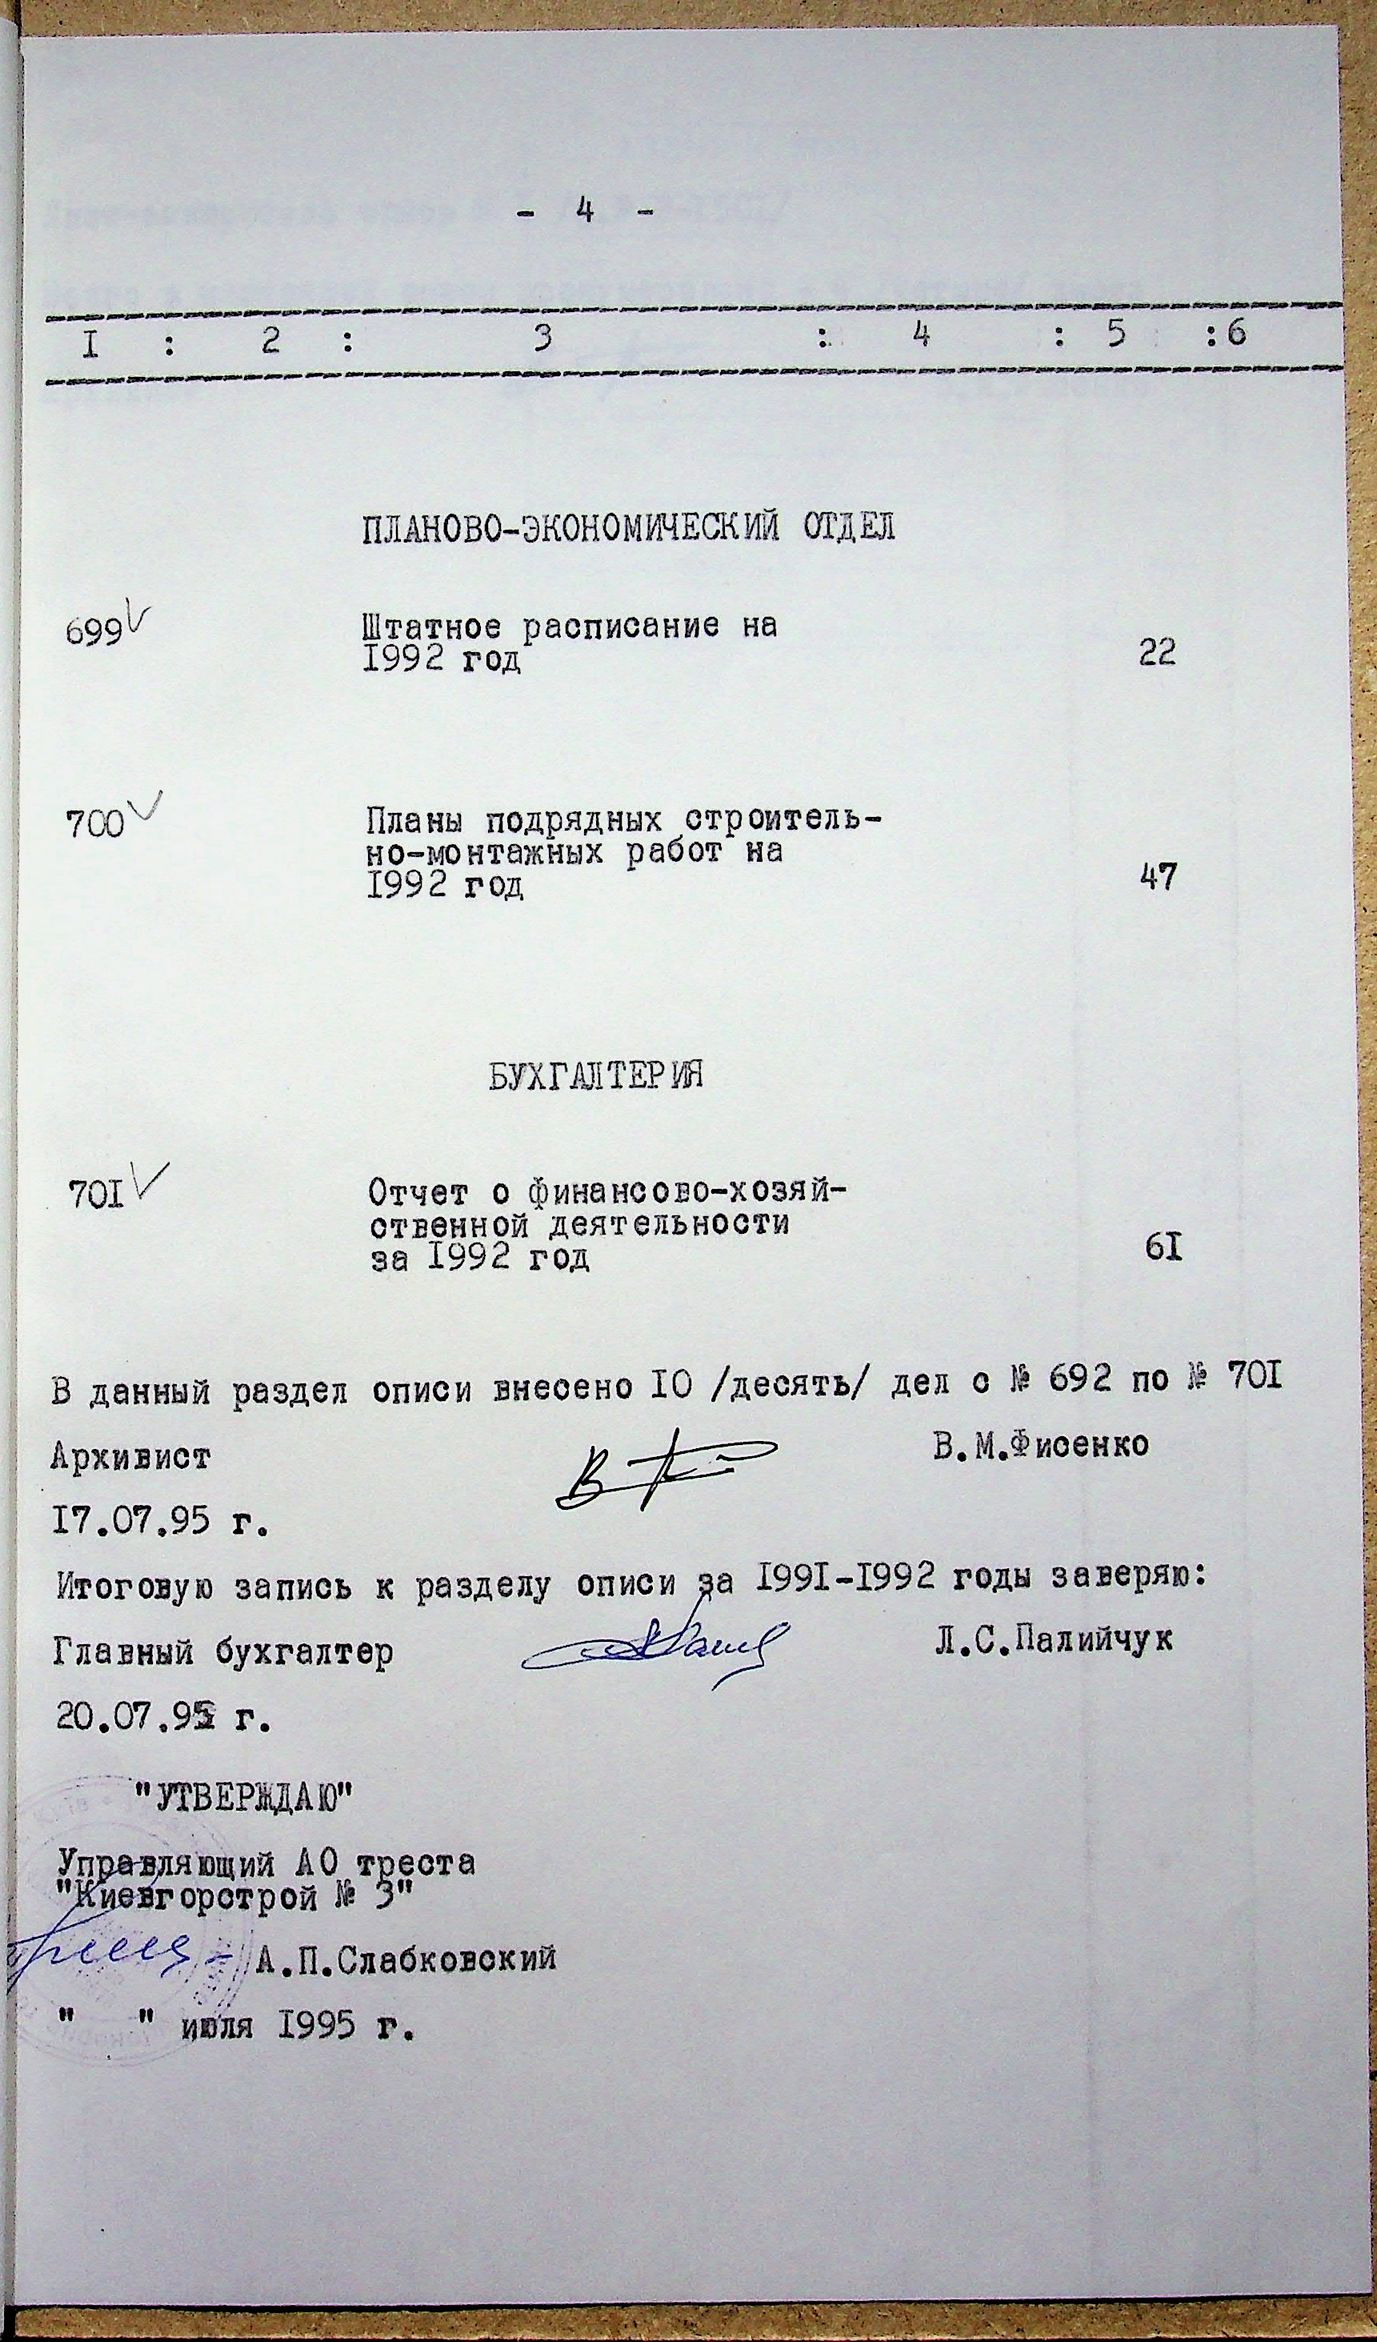 - 4 -
I : 2 : 3 : 4 : 5 : 6
ПЛАНОВО-ЭКОНОМИЧЕСКИЙ ОТДЕЛ
699 Штатное расписание на
1992 год 22
700 Планы подрядных строитель-
но-монтажных работ на
1992 год 47
БУХГАЛТЕРИЯ
701 Отчет о финансово-хозяй-
ственной деятельности
за 1992 год 61
В данный раздел описи внесено 10 /десять/ дел с № 692 по № 701
Архивист В.М.Фисенко
17.07.95 г.
Итоговую запись к разделу описи за 1991-1992 годы заверяю:
Главный бухгалтер Л.С.Палийчук
20.07.95 г.
"УТВЕРЖДАЮ"
Управляющий АО треста
"Киевгорстрой № 3"
А.П.Слабковский
" " июля 1995 г.